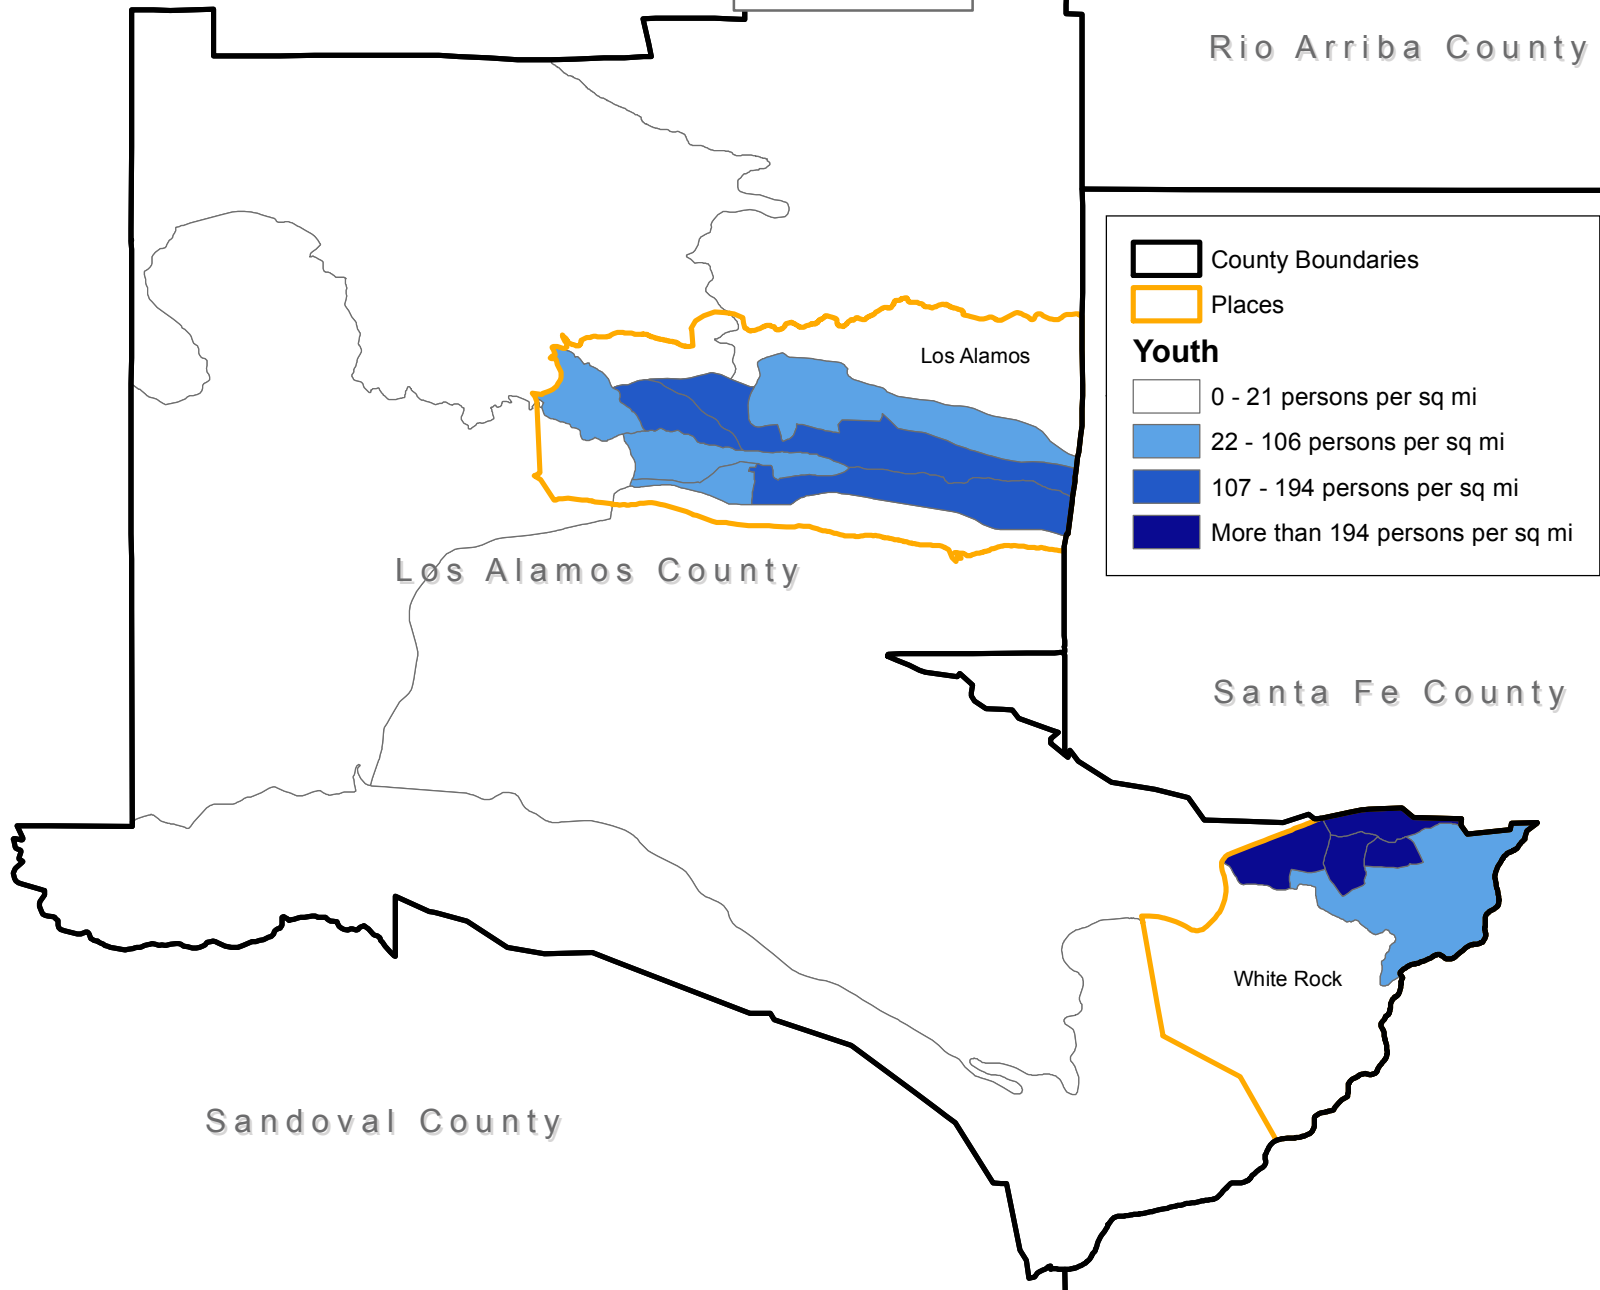 Rio Arriba County
County Boundaries
Places
Youth
0 - 21 persons per sq mi
22 - 106 persons per sq mi
107 - 194 persons per sq mi
More than 194 persons per sq mi
Los Alamos
Los Alamos County
Santa Fe County
White Rock
Sandoval County